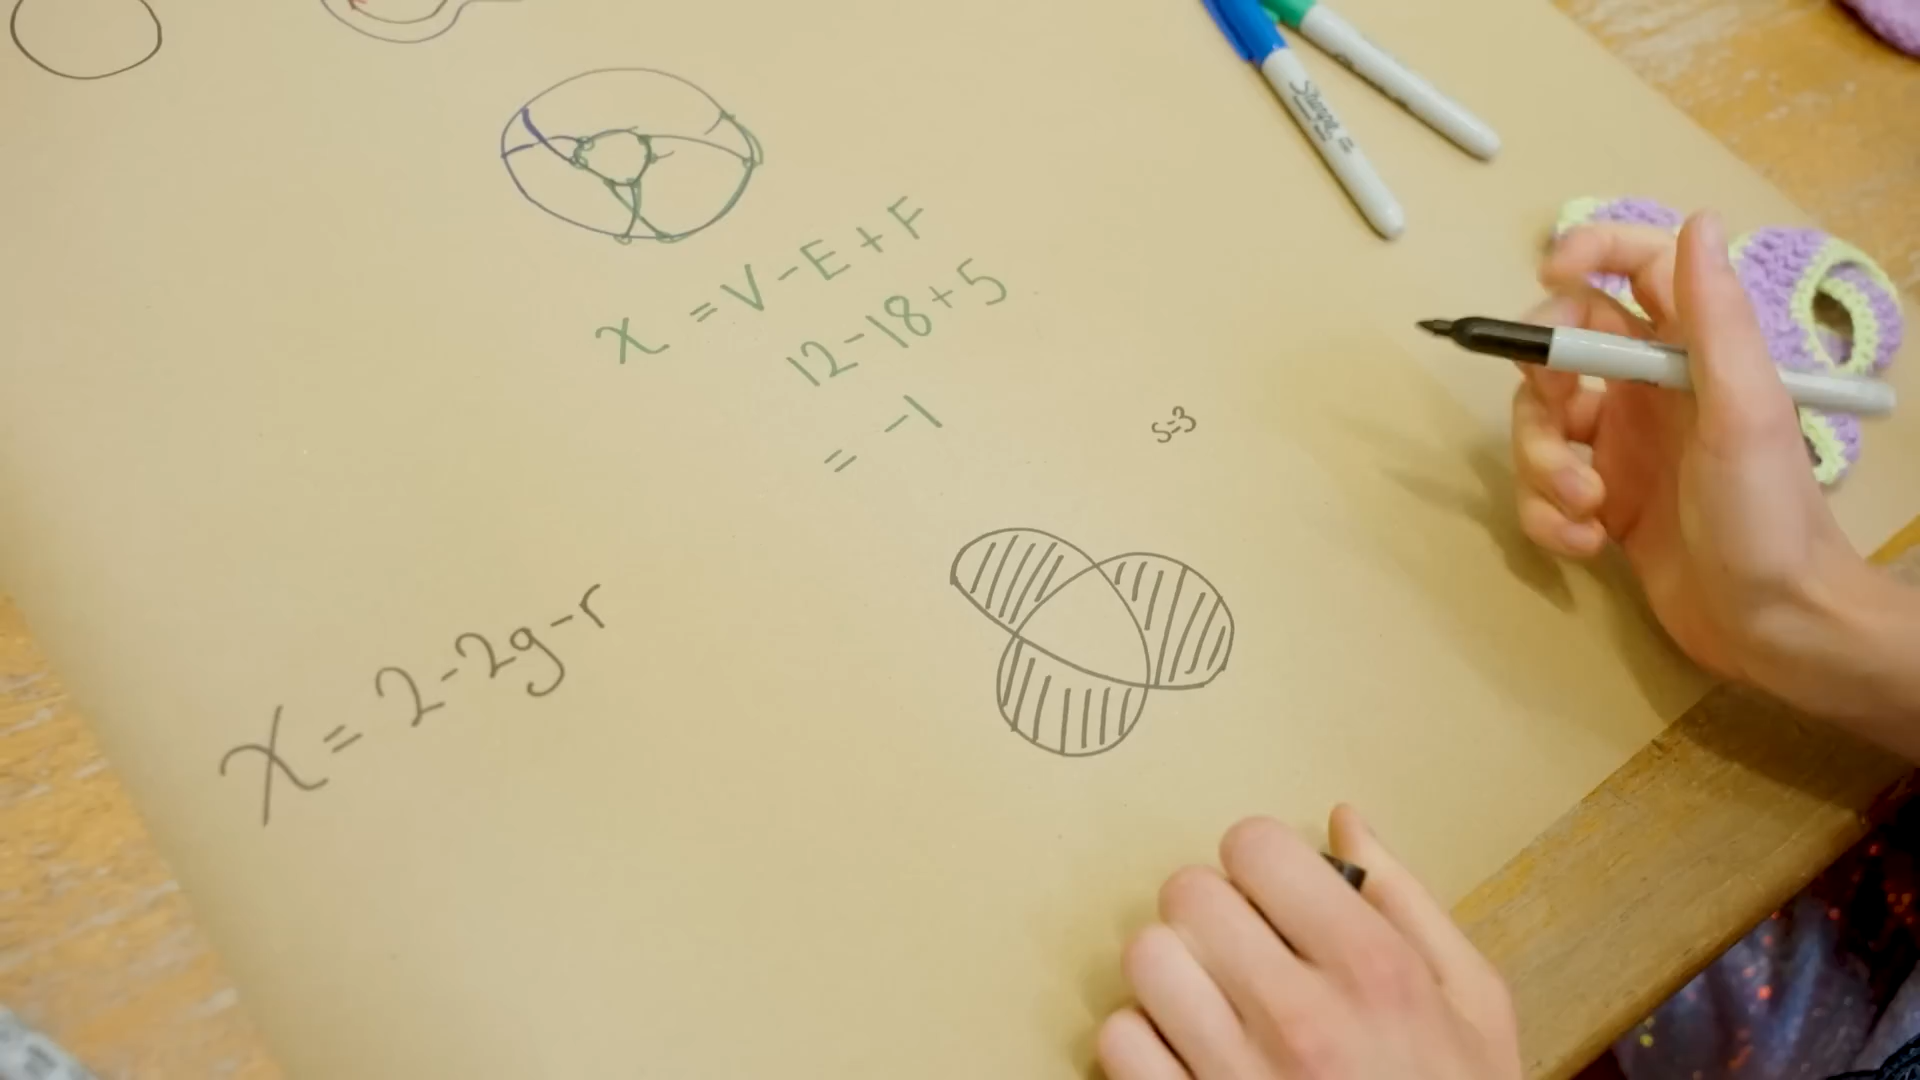 Sharpie
χ = V - E + F
12 - 18 + 5
= -1
s=3
χ = 2 - 2g - r